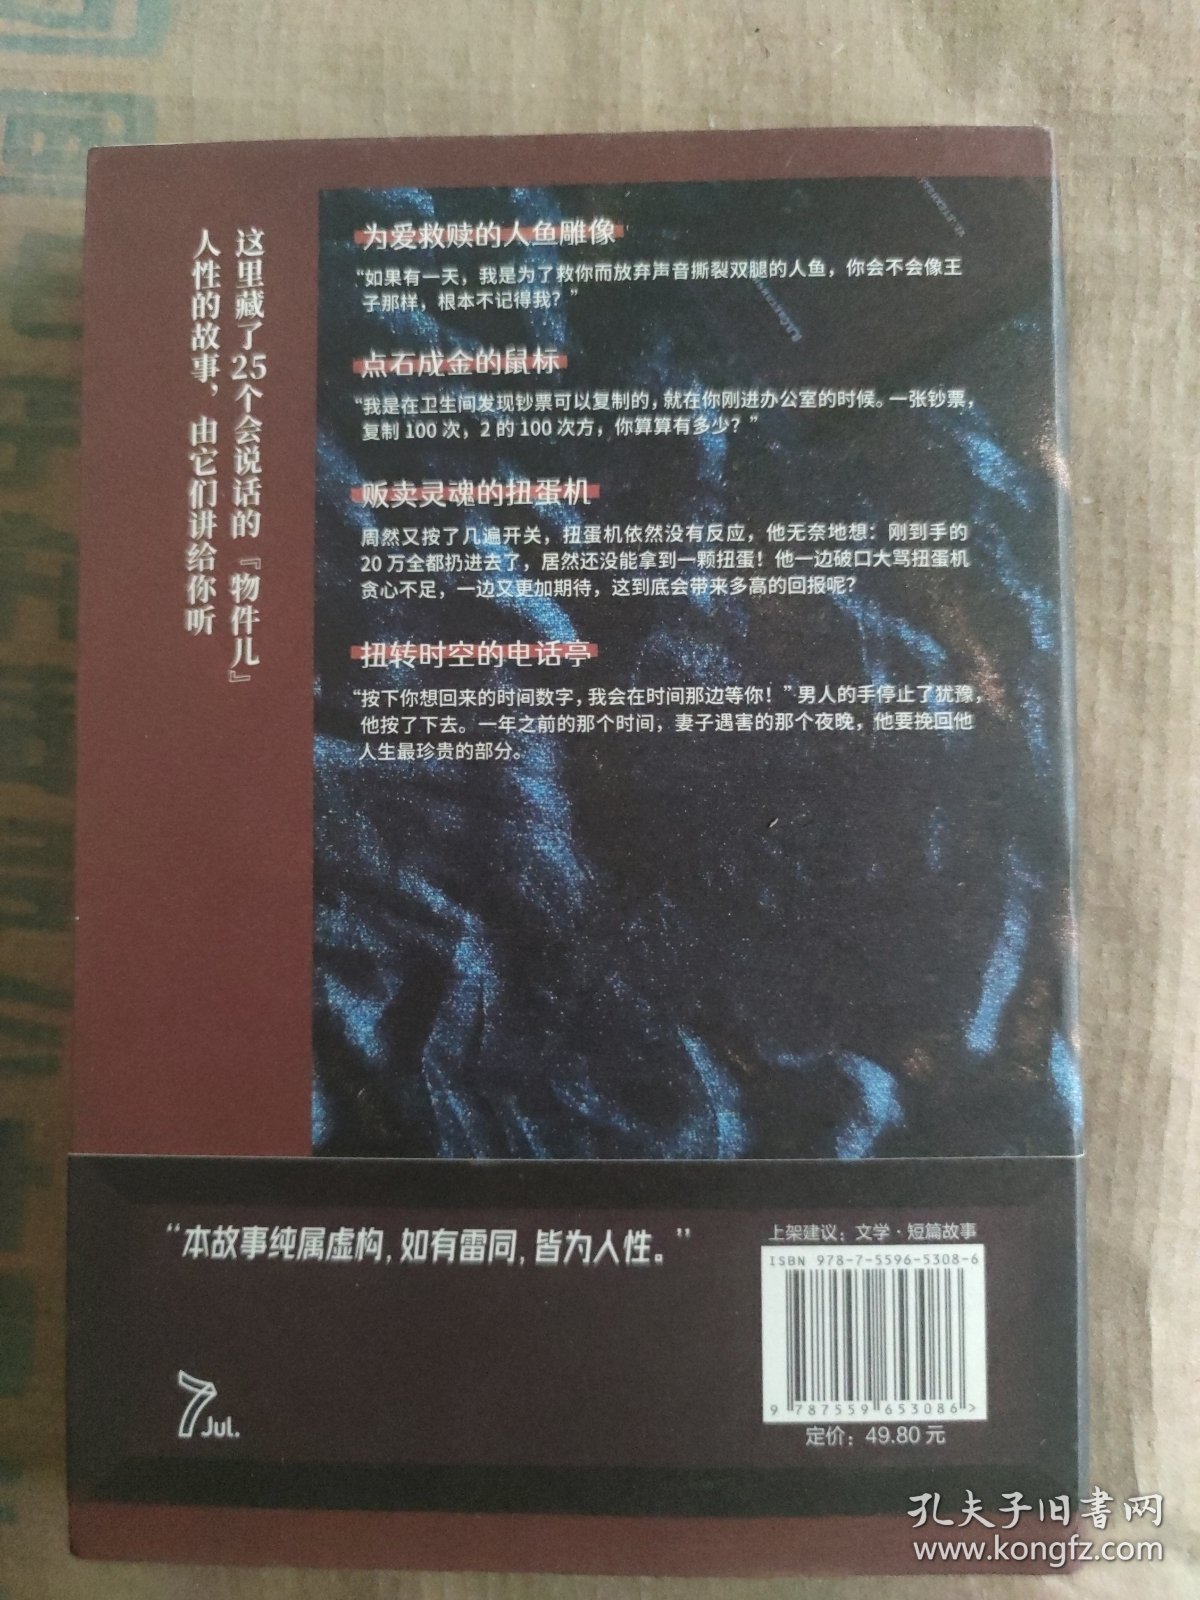 这里藏了25个会说话的『物件儿』
人性的故事，由它们讲给你听
为爱救赎的人鱼雕像
“如果有一天，我是为了救你而放弃声音撕裂双腿的人鱼，你会不会像王
子那样，根本不记得我？”
点石成金的鼠标
“我是在卫生间发现钞票可以复制的，就在你刚进办公室的时候。一张钞票，
复制100次，2的100次方，你算算有多少？”
贩卖灵魂的扭蛋机
周然又按了几遍开关，扭蛋机依然没有反应，他无奈地想：刚到手的
20万全都扔进去了，居然还没能拿到一颗扭蛋！他一边破口大骂扭蛋机
贪心不足，一边又更加期待，这到底会带来多高的回报呢？
扭转时空的电话亭
“按下你想回来的时间数字，我会在时间那边等你！”男人的手停止了犹豫，
他按了下去。一年之前的那个时间，妻子遇害的那个夜晚，他要挽回他
人生最珍贵的部分。
“本故事纯属虚构，如有雷同，皆为人性。”
上架建议：文学·短篇故事
ISBN 978-7-5596-5308-6
9 787559 653086 >
定价：49.80元
7 Jul.
孔夫子旧书网
www.kongfz.com